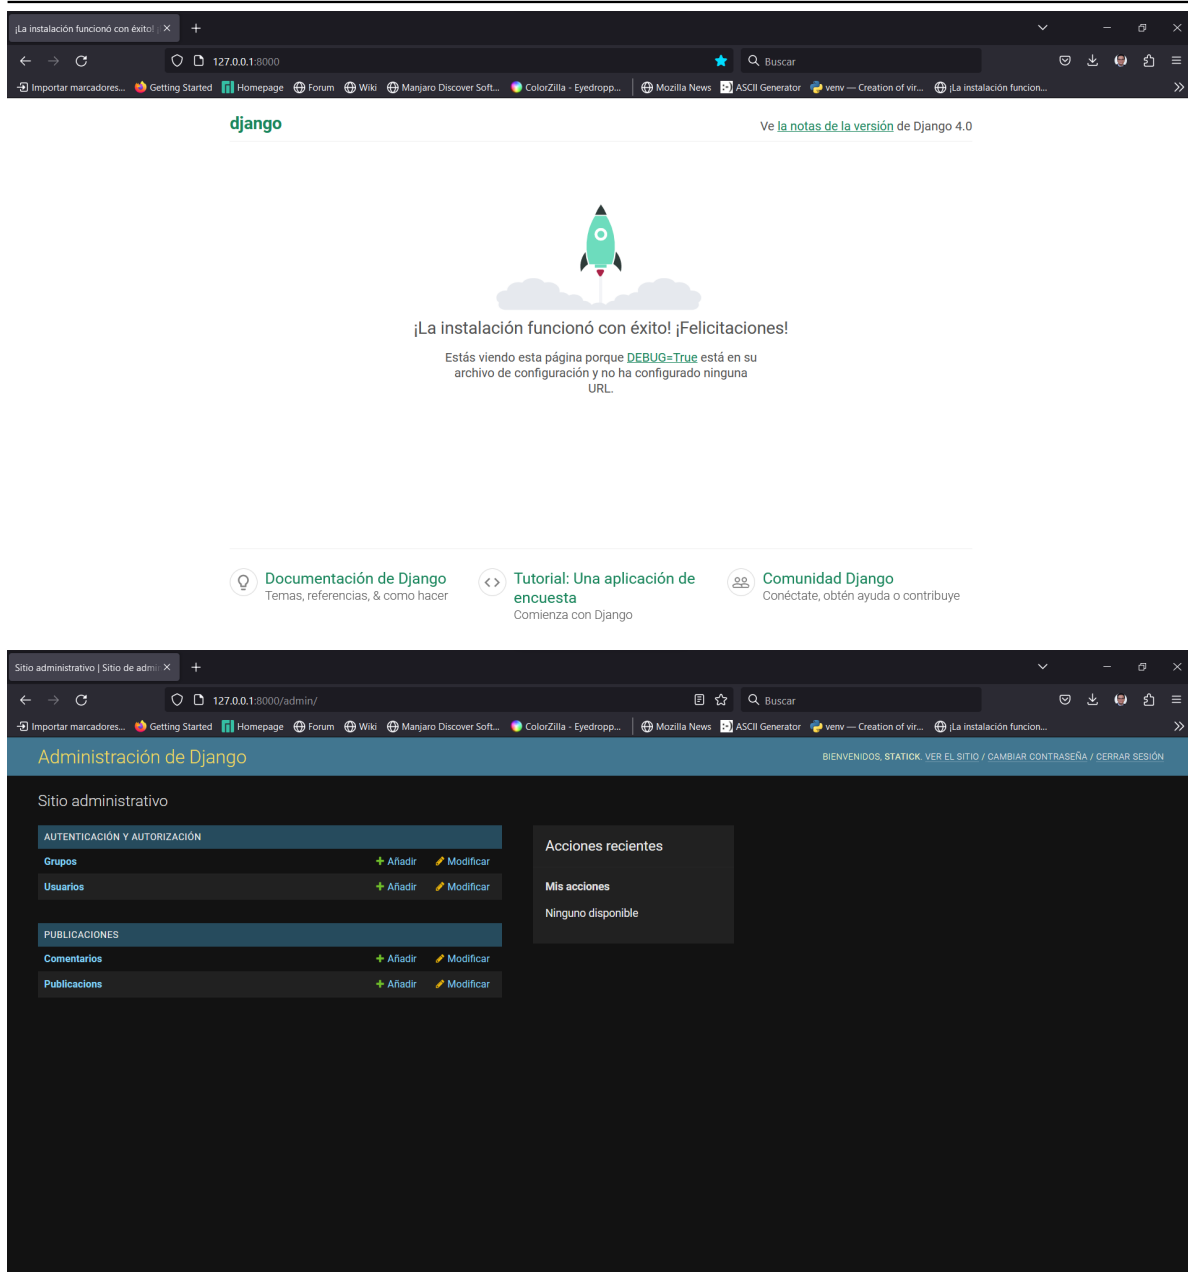 ¡La instalación funcionó con éxito! ¡
127.0.0.1:8000
Buscar
Importar marcadores... Getting Started Homepage Forum Wiki Manjaro Discover Soft... ColorZilla - Eyedropp... Mozilla News ASCII Generator venv — Creation of vir... ¡La instalación funcion...
django
Ve la notas de la versión de Django 4.0
¡La instalación funcionó con éxito! ¡Felicitaciones!
Estás viendo esta página porque DEBUG=True está en su
archivo de configuración y no ha configurado ninguna
URL.
Documentación de Django
Temas, referencias, & como hacer
Tutorial: Una aplicación de
encuesta
Comienza con Django
Comunidad Django
Conéctate, obtén ayuda o contribuye
Sitio administrativo | Sitio de admin
127.0.0.1:8000/admin/
Buscar
Importar marcadores... Getting Started Homepage Forum Wiki Manjaro Discover Soft... ColorZilla - Eyedropp... Mozilla News ASCII Generator venv — Creation of vir... ¡La instalación funcion...
Administración de Django
BIENVENIDOS, STATICK. VER EL SITIO / CAMBIAR CONTRASEÑA / CERRAR SESIÓN
Sitio administrativo
AUTENTICACIÓN Y AUTORIZACIÓN
Grupos Añadir Modificar
Usuarios Añadir Modificar
PUBLICACIONES
Comentarios Añadir Modificar
Publicacions Añadir Modificar
Acciones recientes
Mis acciones
Ninguno disponible